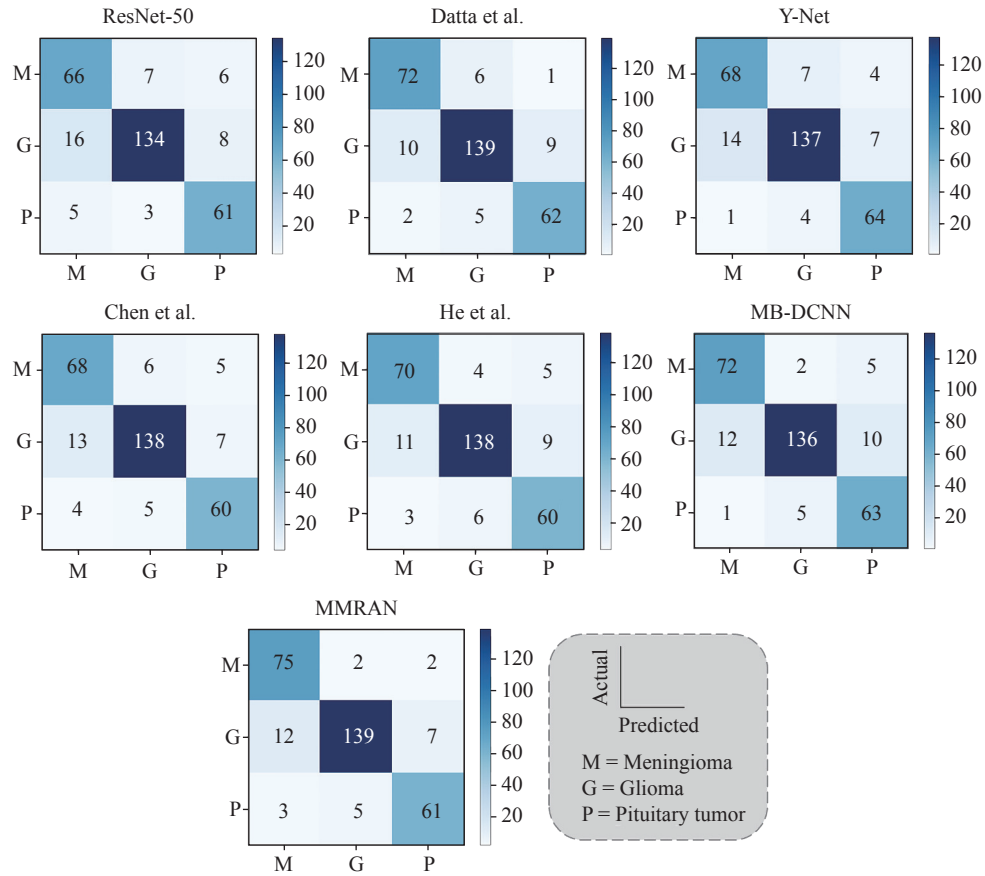 ResNet-50
M 66 7 6
G 16 134 8
P 5 3 61
M G P
120
100
80
60
40
20
Datta et al.
M 72 6 1
G 10 139 9
P 2 5 62
M G P
120
100
80
60
40
20
Y-Net
M 68 7 4
G 14 137 7
P 1 4 64
M G P
120
100
80
60
40
20
Chen et al.
M 68 6 5
G 13 138 7
P 4 5 60
M G P
120
100
80
60
40
20
He et al.
M 70 4 5
G 11 138 9
P 3 6 60
M G P
120
100
80
60
40
20
MB-DCNN
M 72 2 5
G 12 136 10
P 1 5 63
M G P
120
100
80
60
40
20
MMRAN
M 75 2 2
G 12 139 7
P 3 5 61
M G P
120
100
80
60
40
20
Actual
Predicted
M = Meningioma
G = Glioma
P = Pituitary tumor